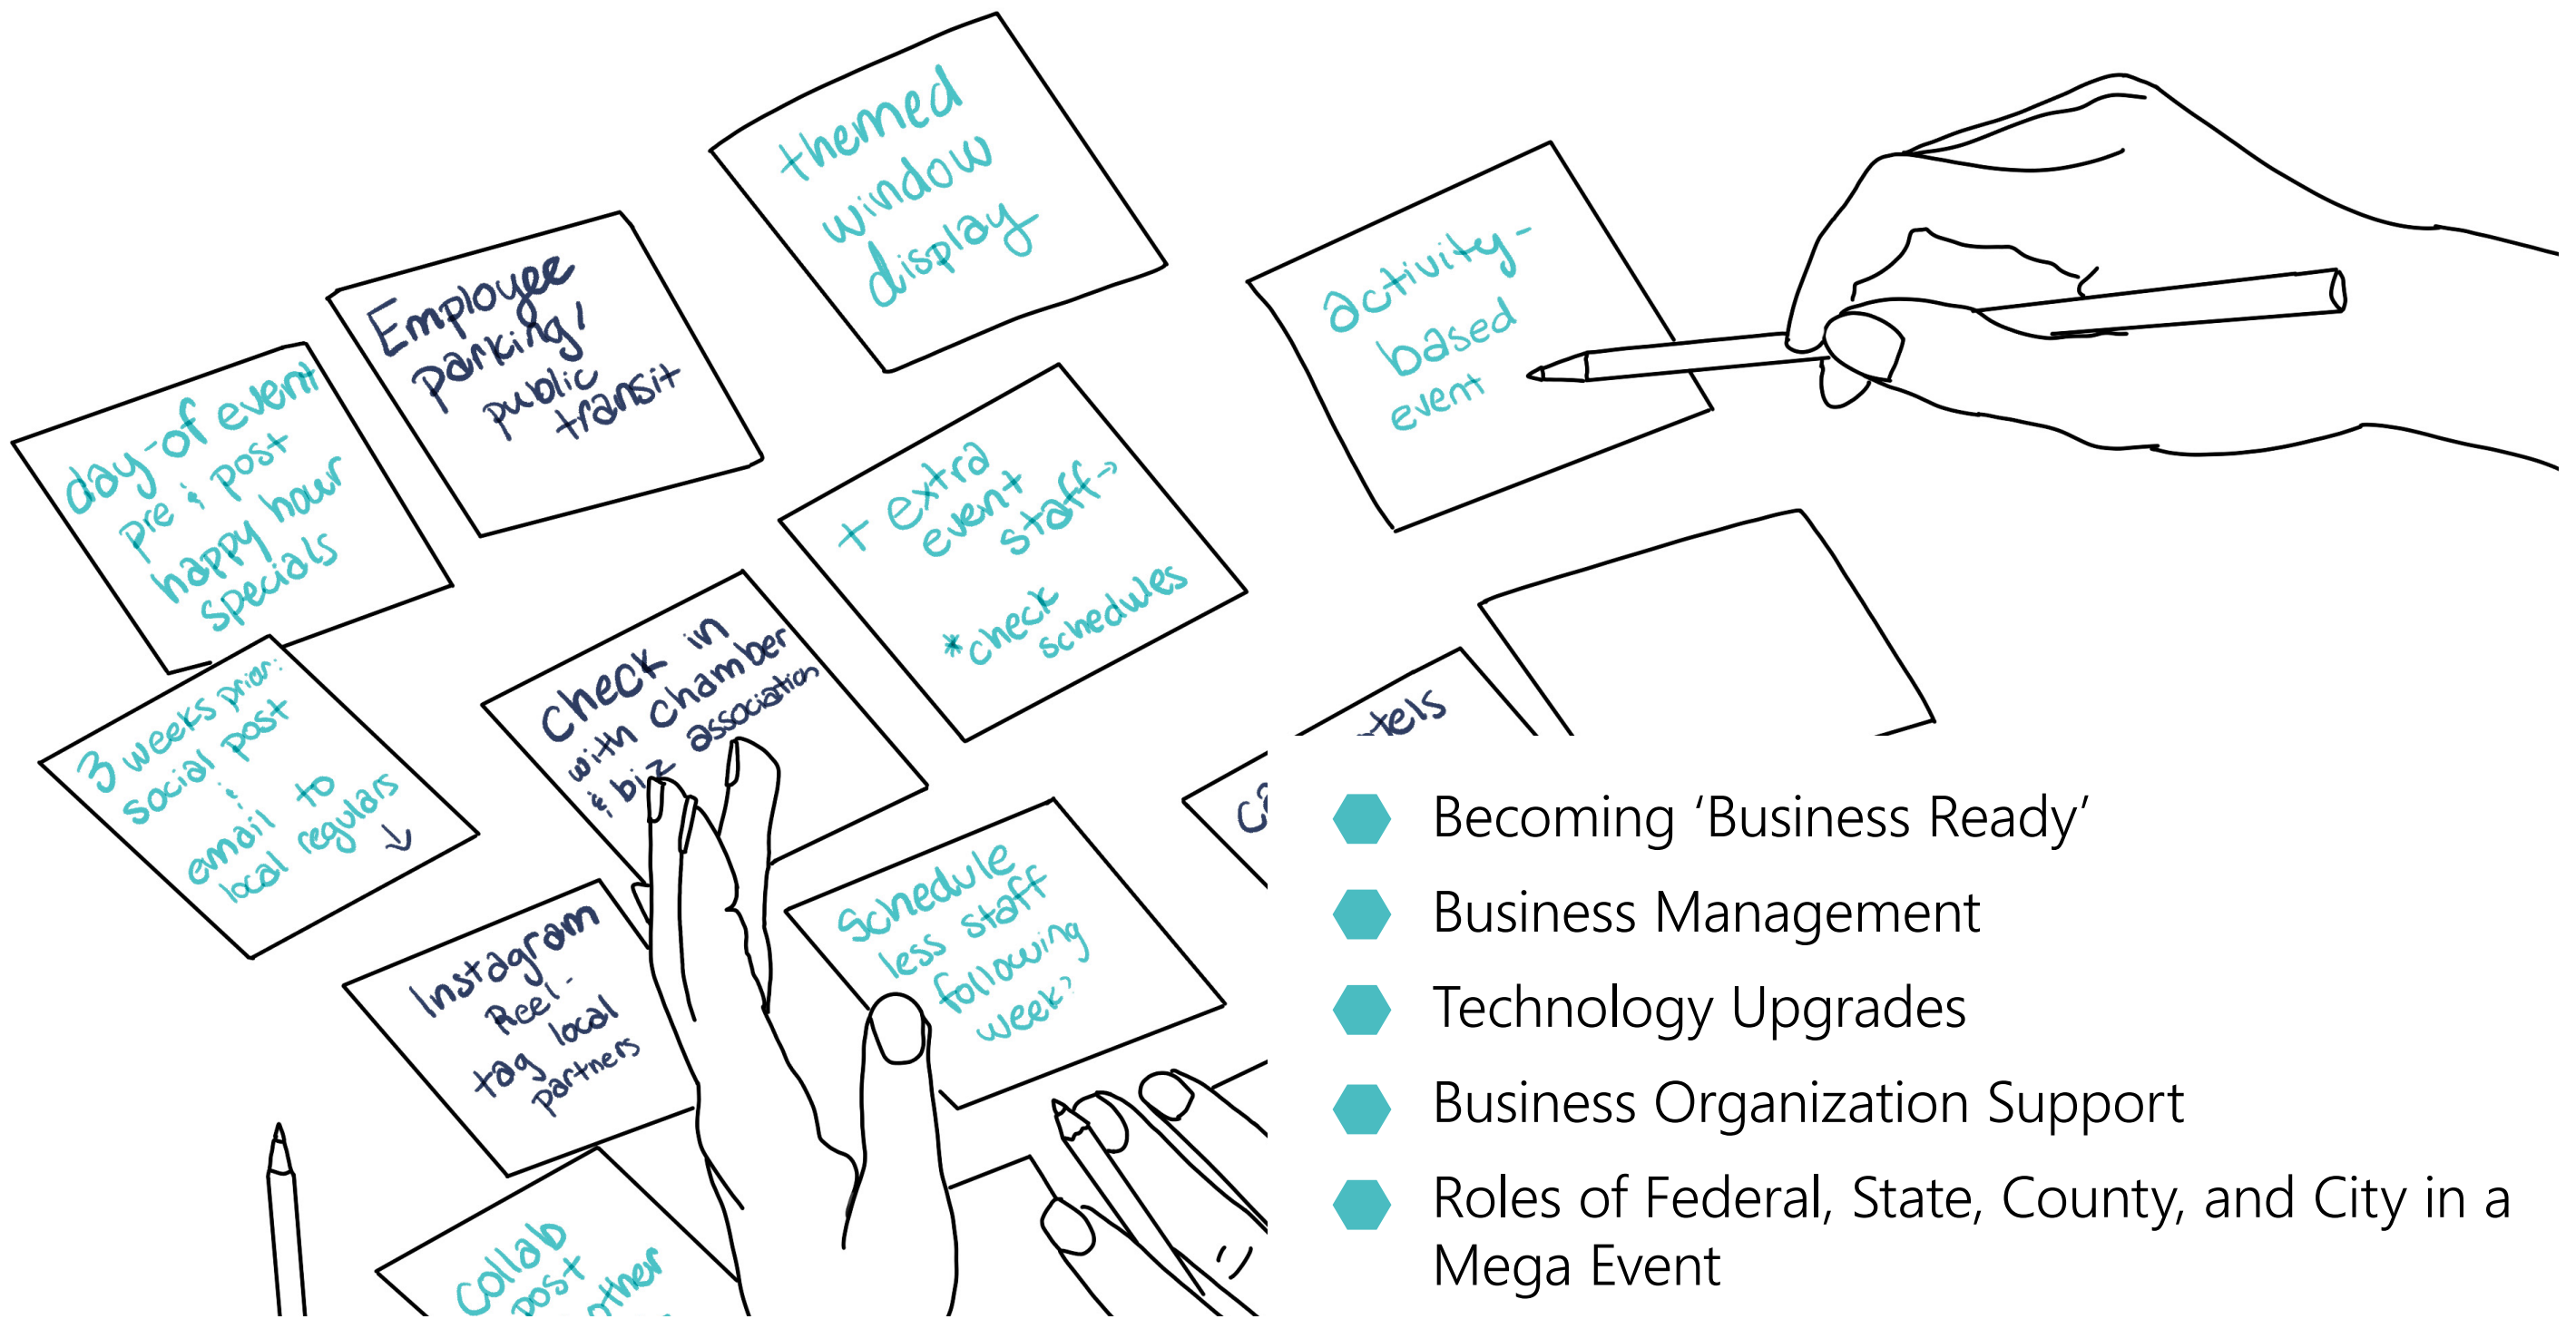 themed
window
display
Employee
parking/
public
transit
activity-
based
event
day-of event
pre & post
happy hour
specials
+ extra
event
staff→
*check
schedules
3 weeks prior:
social post
&
email to
local regulars
↓
check in
with chamber
& biz association
Schedule
less staff
following
week?
Instagram
Reel-
tag local
partners
collab
post
Becoming ‘Business Ready’
Business Management
Technology Upgrades
Business Organization Support
Roles of Federal, State, County, and City in a
Mega Event